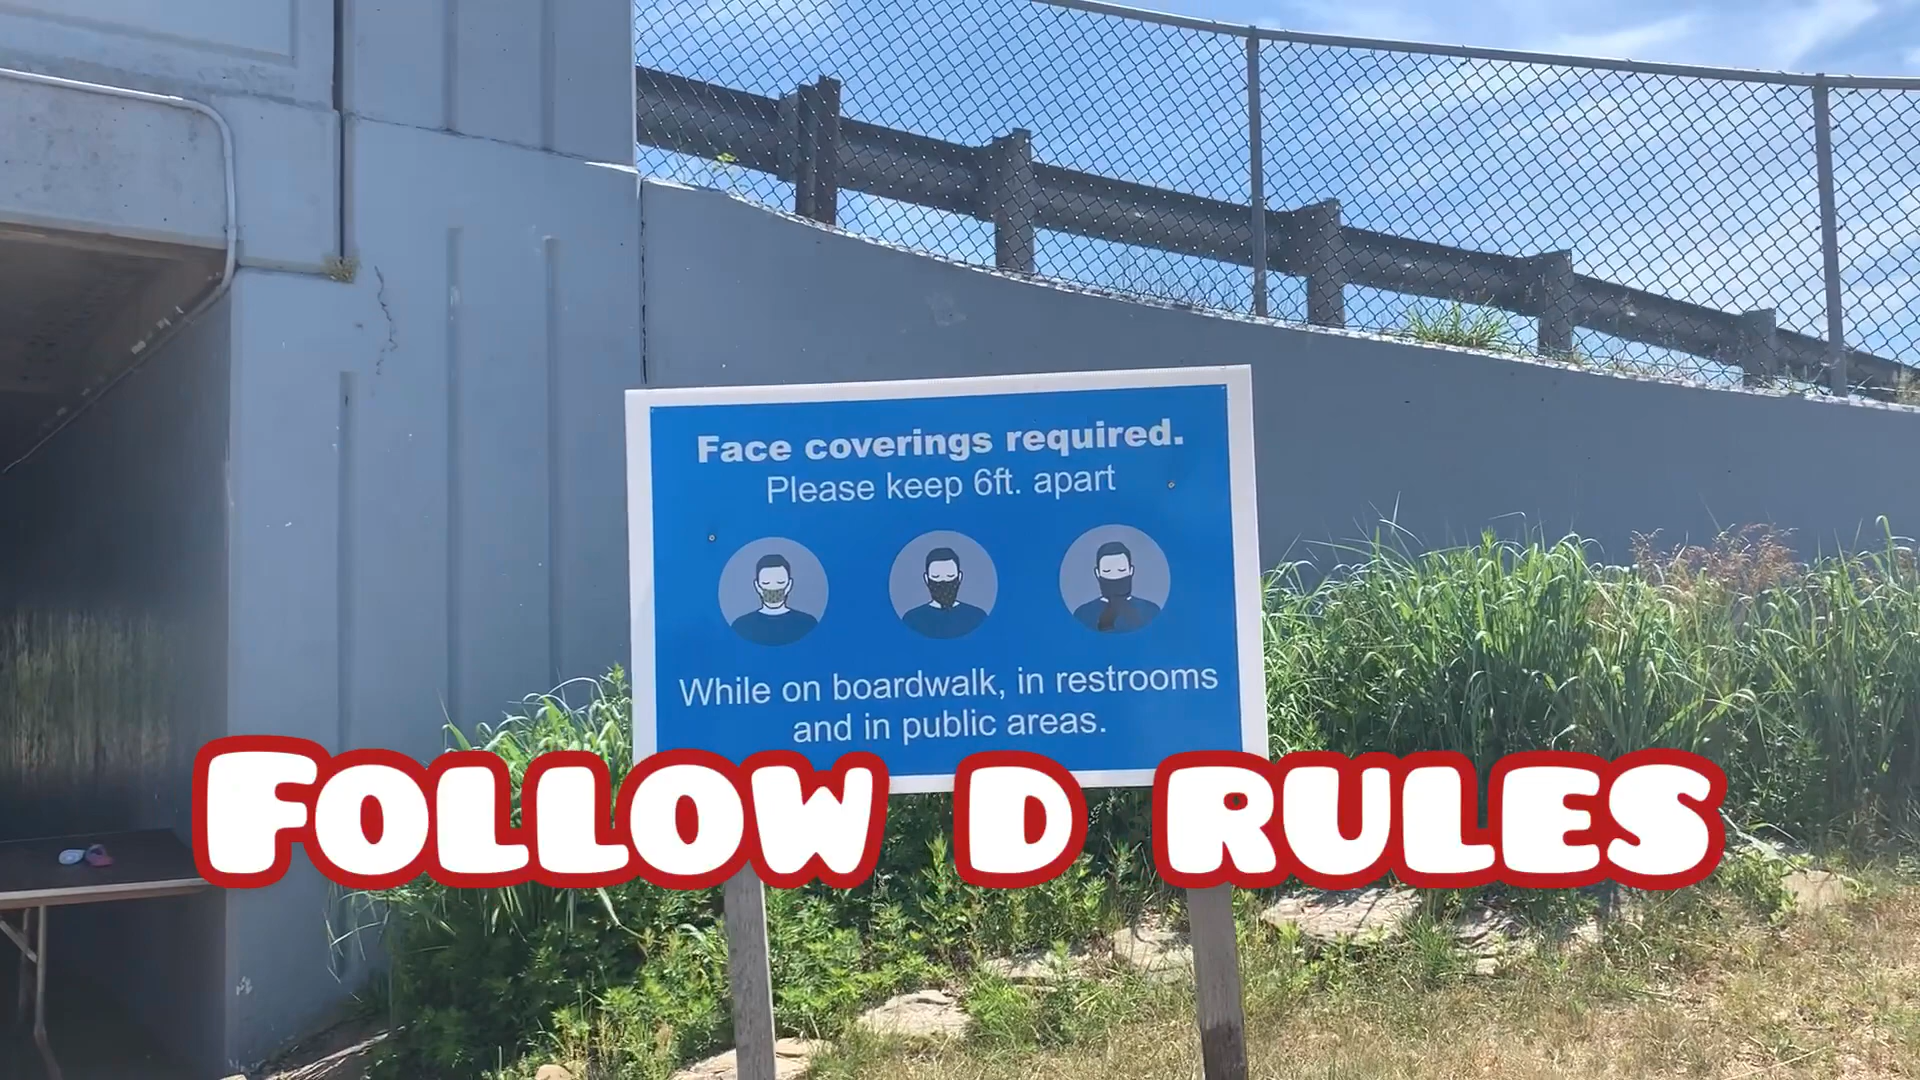 Face coverings required.
Please keep 6ft. apart
While on boardwalk, in restrooms
and in public areas.
FOLLOW D RULES